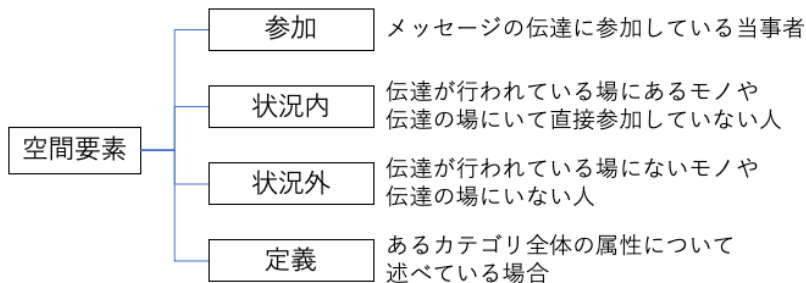 空間要素
参加
メッセージの伝達に参加している当事者
状況内
伝達が行われている場にあるモノや
伝達の場にいて直接参加していない人
状況外
伝達が行われている場にないモノや
伝達の場にいない人
定義
あるカテゴリ全体の属性について
述べている場合